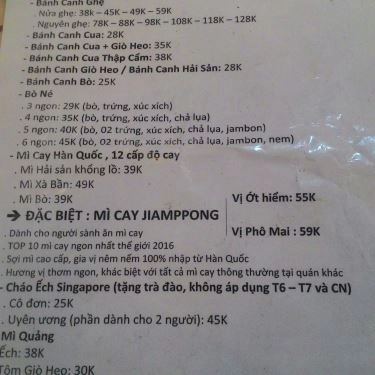 - Bánh Canh Ghẹ
. Nửa ghẹ: 38k – 45K – 49K – 59K
. Nguyên ghẹ: 78K – 88K – 98K – 108K – 118K – 128K
- Bánh Canh Cua: 28K
- Bánh Canh Cua + Giò Heo: 35K
- Bánh Canh Cua Thập Cẩm: 38K
- Bánh Canh Giò Heo / Bánh Canh Hải Sản: 28K
- Bánh Canh Bò: 25K
- Bò Né
. 3 ngon: 29K (bò, trứng, xúc xích)
. 4 ngon: 35K (bò, trứng, xúc xích, chả lụa)
. 5 ngon: 40K (bò, 02 trứng, xúc xích, chả lụa, jambon)
. 6 ngon: 45K (bò, 02 trứng, xúc xích, chả lụa, jambon, nem)
- Mì Cay Hàn Quốc , 12 cấp độ cay
. Mì Hải sản khổng lồ: 39K
. Mì Xà Bần: 49K
. Mì Bò: 39K
Vị Ớt hiểm: 55K
➔ ĐẶC BIỆT : MÌ CAY JIAMPPONG
. Dành cho người sành ăn mì cay
Vị Phô Mai : 59K
. TOP 10 mì cay ngon nhất thế giới 2016
. Sợi mì cao cấp, gia vị nêm nếm 100% nhập từ Hàn Quốc
. Hương vị thơm ngon, khác biệt với tất cả mì cay thông thường tại quán khác
- Cháo Ếch Singapore (tặng trà đào, không áp dụng T6 – T7 và CN)
. Cô đơn: 25K
. Uyên ương (phần dành cho 2 người): 45K
Mì Quảng
Ếch: 38K
Tôm Giò Heo: 30K